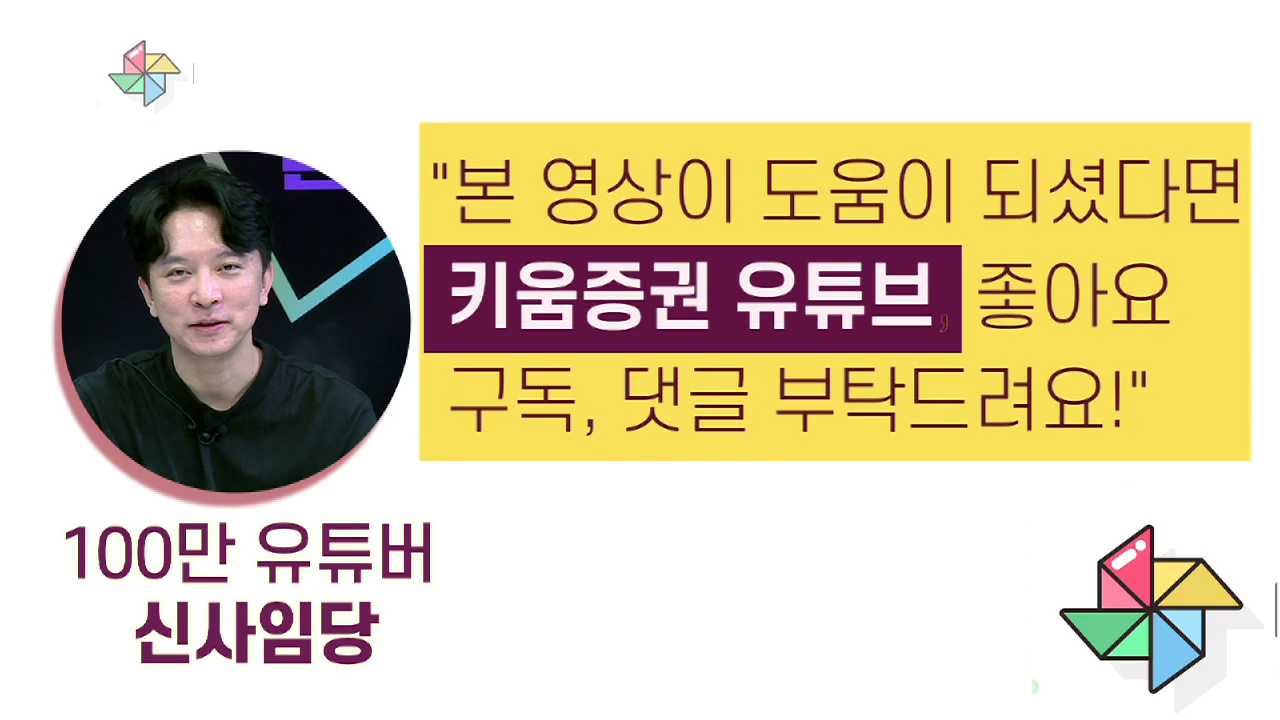 "본 영상이 도움이 되셨다면
키움증권 유튜브, 좋아요
구독, 댓글 부탁드려요!"
100만 유튜버
신사임당